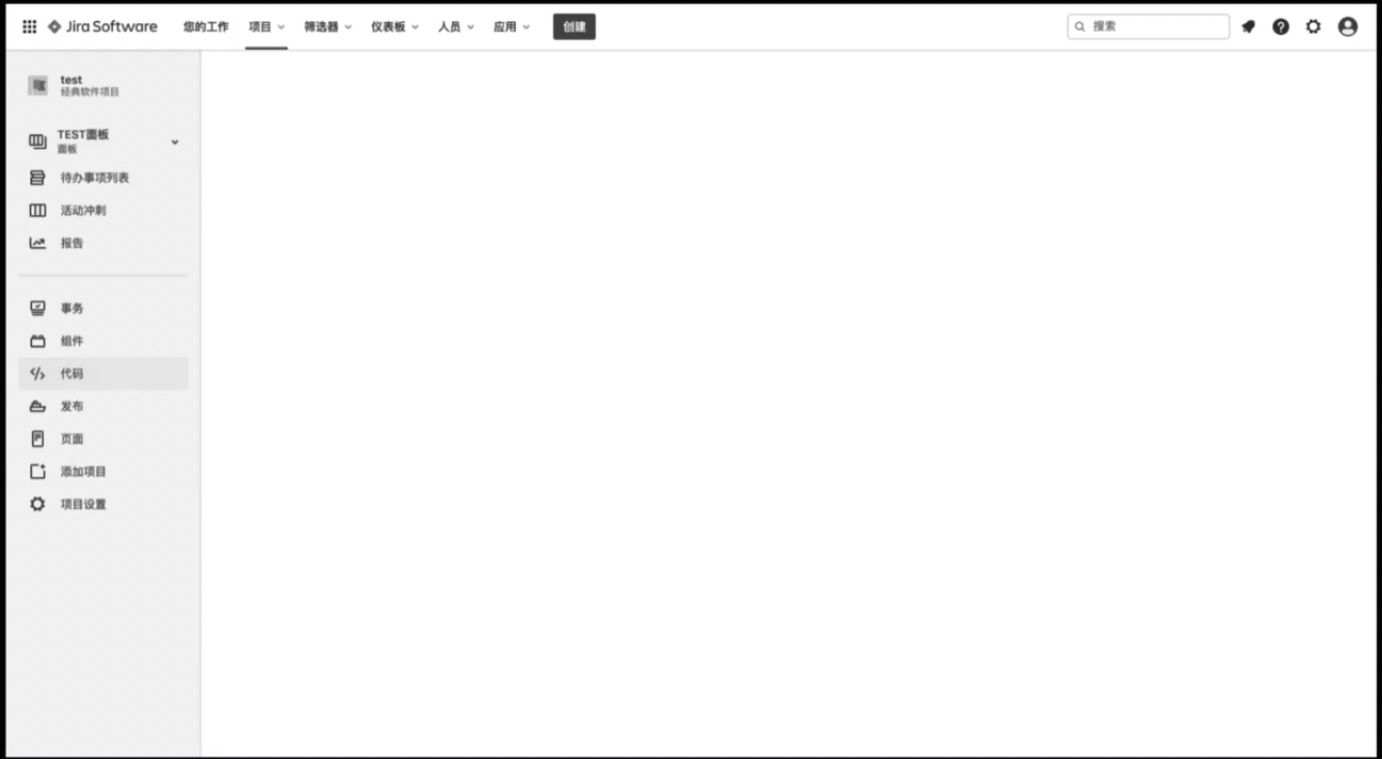 Jira Software 您的工作 项目 筛选器 仪表板 人员 应用 创建 搜索
test
经典软件项目
TEST面板
面板
待办事项列表
活动冲刺
报告
事务
组件
代码
发布
页面
添加项目
项目设置